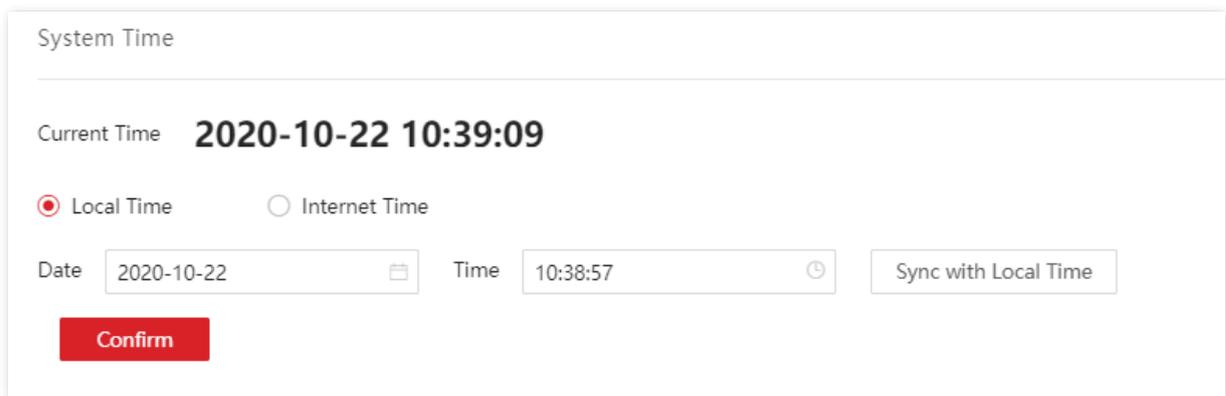 System Time
Current Time 2020-10-22 10:39:09
Local Time Internet Time
Date 2020-10-22 Time 10:38:57 Sync with Local Time
Confirm